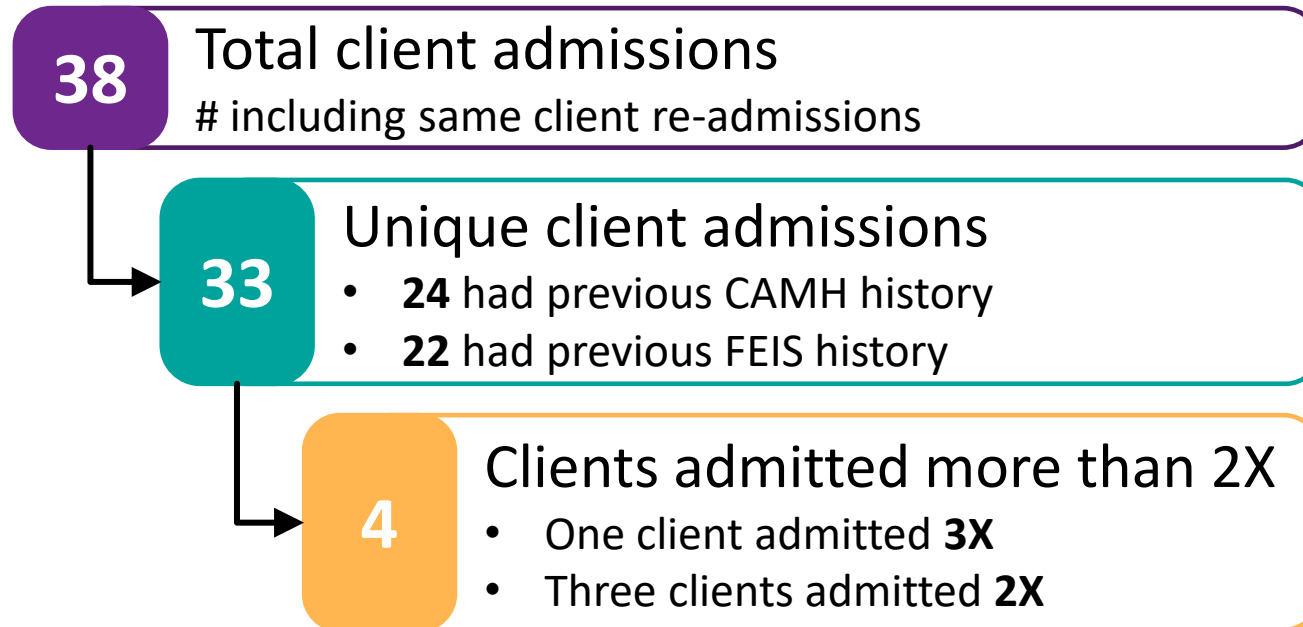 38
Total client admissions
# including same client re-admissions
33
Unique client admissions
• 24 had previous CAMH history
• 22 had previous FEIS history
4
Clients admitted more than 2X
• One client admitted 3X
• Three clients admitted 2X